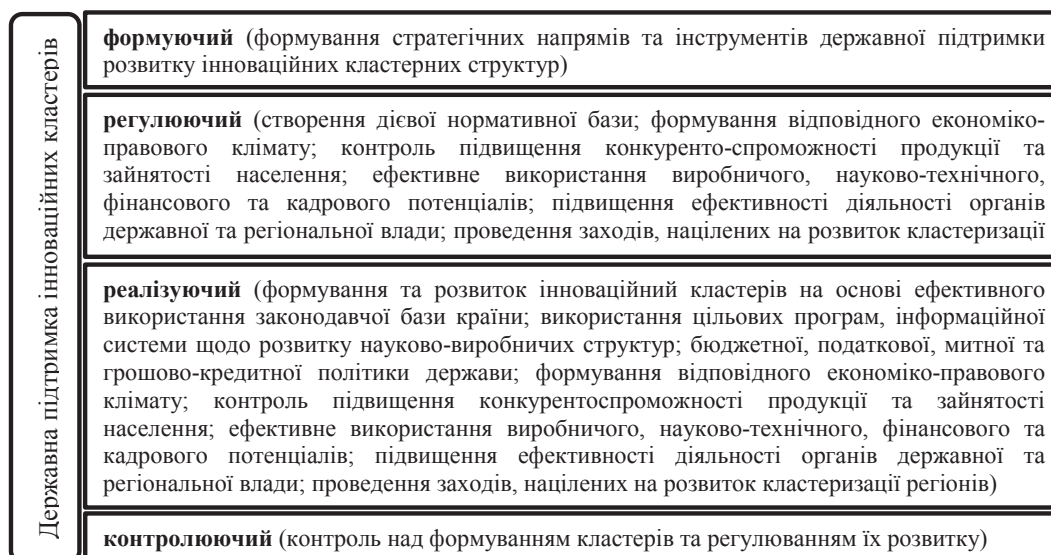 Державна підтримка інноваційних кластерів
формуючий (формування стратегічних напрямів та інструментів державної підтримки
розвитку інноваційних кластерних структур)
регулюючий (створення дієвої нормативної бази; формування відповідного економіко-
правового клімату; контроль підвищення конкуренто-спроможності продукції та
зайнятості населення; ефективне використання виробничого, науково-технічного,
фінансового та кадрового потенціалів; підвищення ефективності діяльності органів
державної та регіональної влади; проведення заходів, націлених на розвиток кластеризації
реалізуючий (формування та розвиток інноваційний кластерів на основі ефективного
використання законодавчої бази країни; використання цільових програм, інформаційної
системи щодо розвитку науково-виробничих структур; бюджетної, податкової, митної та
грошово-кредитної політики держави; формування відповідного економіко-правового
клімату; контроль підвищення конкурентоспроможності продукції та зайнятості
населення; ефективне використання виробничого, науково-технічного, фінансового та
кадрового потенціалів; підвищення ефективності діяльності органів державної та
регіональної влади; проведення заходів, націлених на розвиток кластеризації регіонів)
контролюючий (контроль над формуванням кластерів та регулюванням їх розвитку)